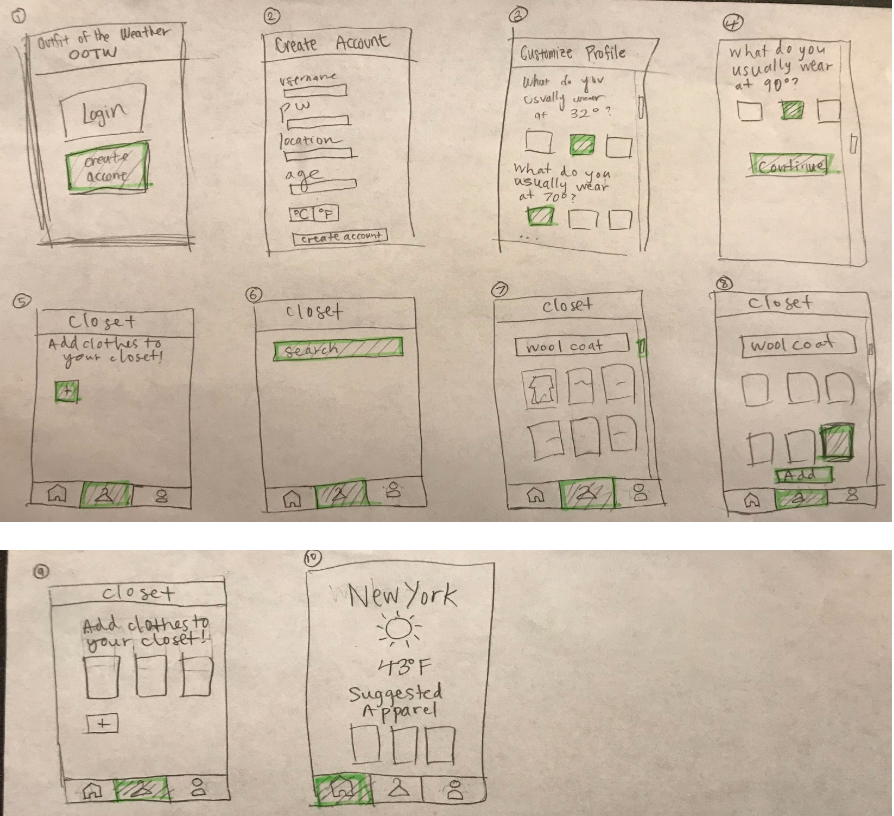 ①
Outfit of the Weather
OOTW
Login
create
account
②
Create Account
username
pw
location
age
°C °F
create account
③
Customize Profile
What do you
usually wear
at 32°?
What do you
usually wear
at 70°?
...
④
What do you
usually wear
at 90°?
Continue
⑤
Closet
Add clothes to
your closet!
+
⑥
closet
search
⑦
closet
wool coat
⑧
closet
wool coat
Add
⑨
closet
Add clothes to
your closet!
+
⑩
New York
43°F
Suggested
Apparel